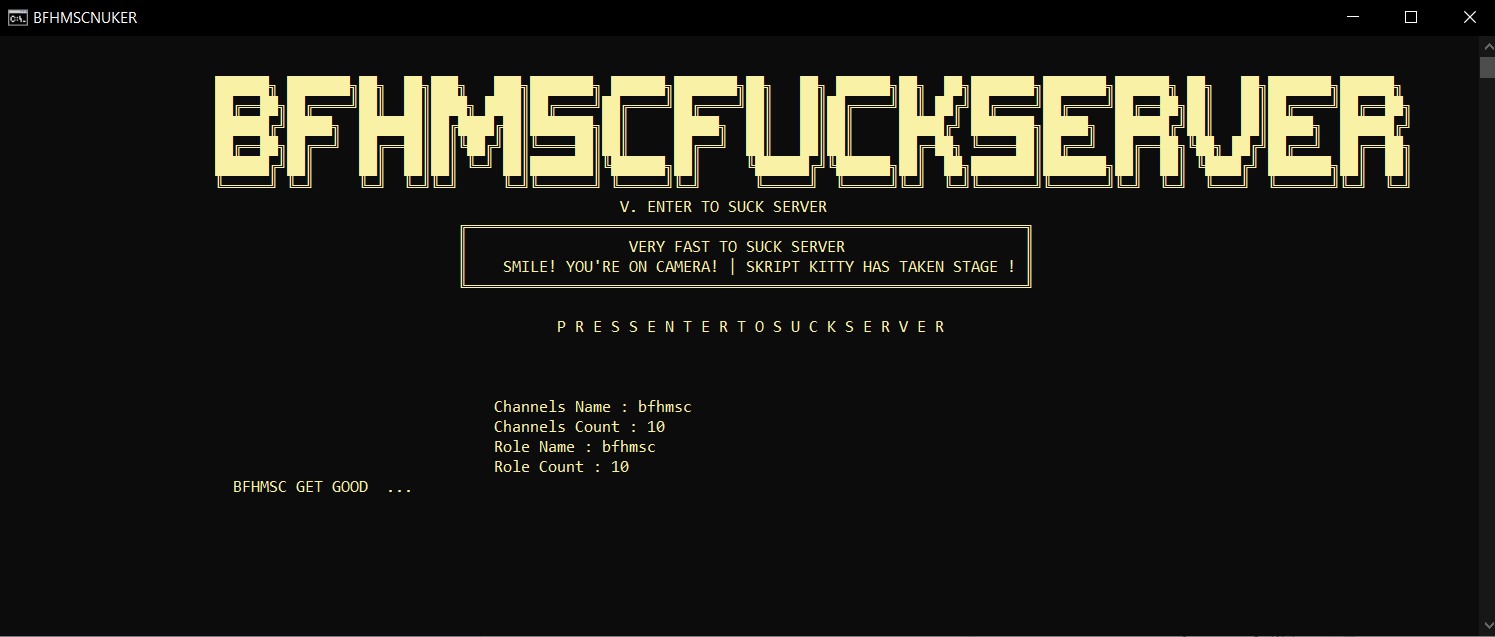 BFHMSCNUKER
BFHMSCFUCKSERVER
V. ENTER TO SUCK SERVER
VERY FAST TO SUCK SERVER
SMILE! YOU'RE ON CAMERA! | SKRIPT KITTY HAS TAKEN STAGE !
P R E S S E N T E R T O S U C K S E R V E R
Channels Name : bfhmsc
Channels Count : 10
Role Name : bfhmsc
Role Count : 10
BFHMSC GET GOOD  ...